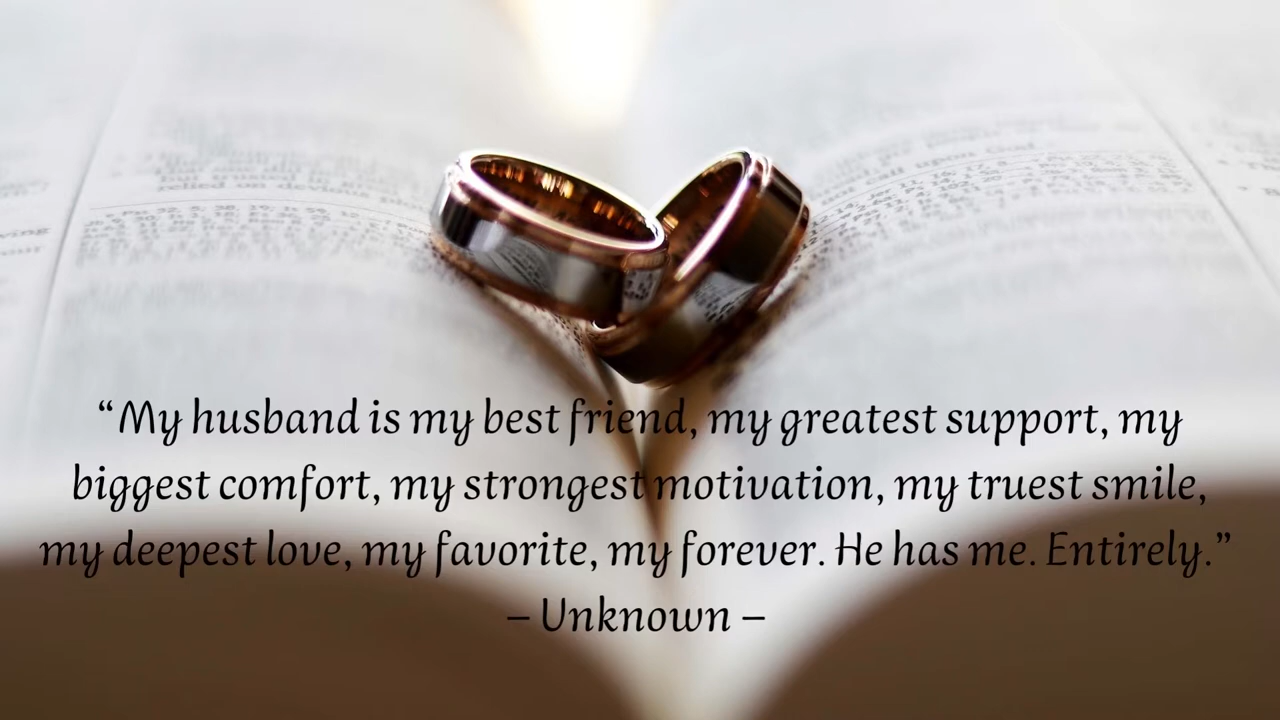 “My husband is my best friend, my greatest support, my
biggest comfort, my strongest motivation, my truest smile,
my deepest love, my favorite, my forever. He has me. Entirely.”
– Unknown –